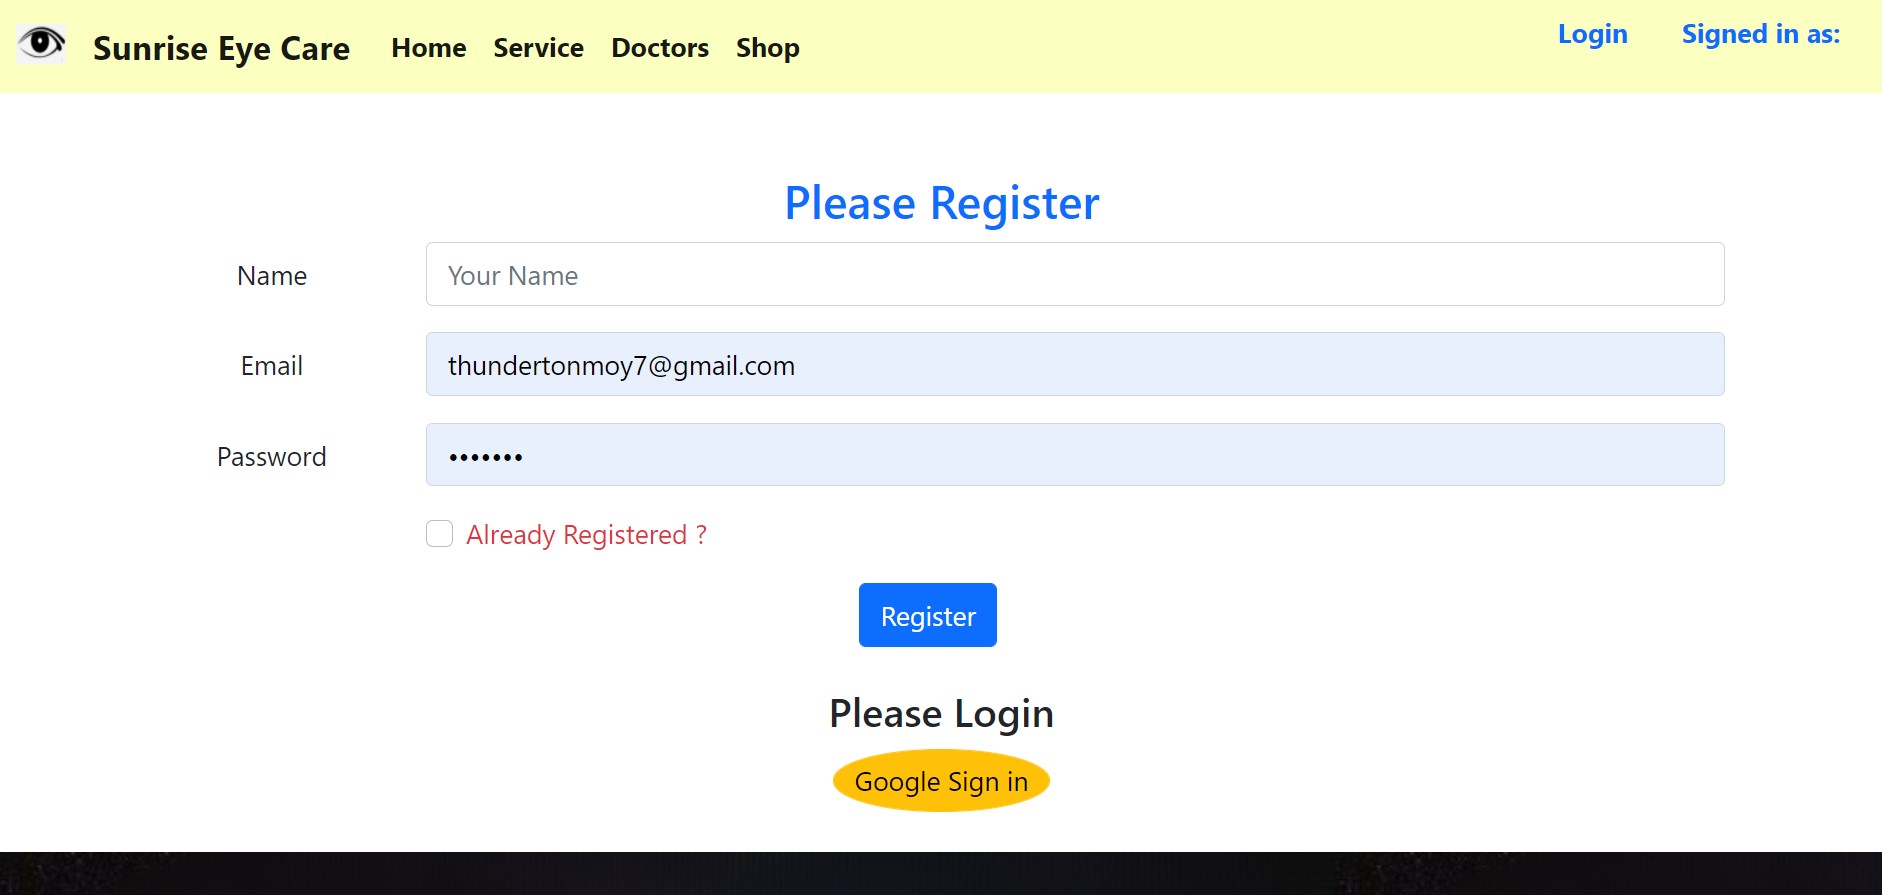 Sunrise Eye Care Home Service Doctors Shop Login Signed in as:
Please Register
Name Your Name
Email thundertonmoy7@gmail.com
Password •••••••
Already Registered ?
Register
Please Login
Google Sign in